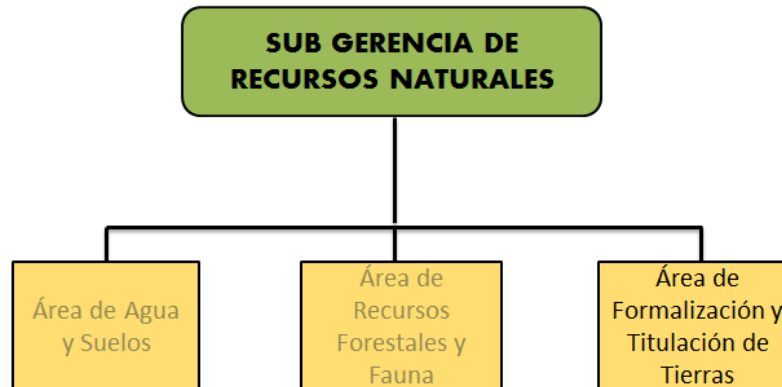 SUB GERENCIA DE
RECURSOS NATURALES
Área de Agua
y Suelos
Área de
Recursos
Forestales y
Fauna
Área de
Formalización y
Titulación de
Tierras